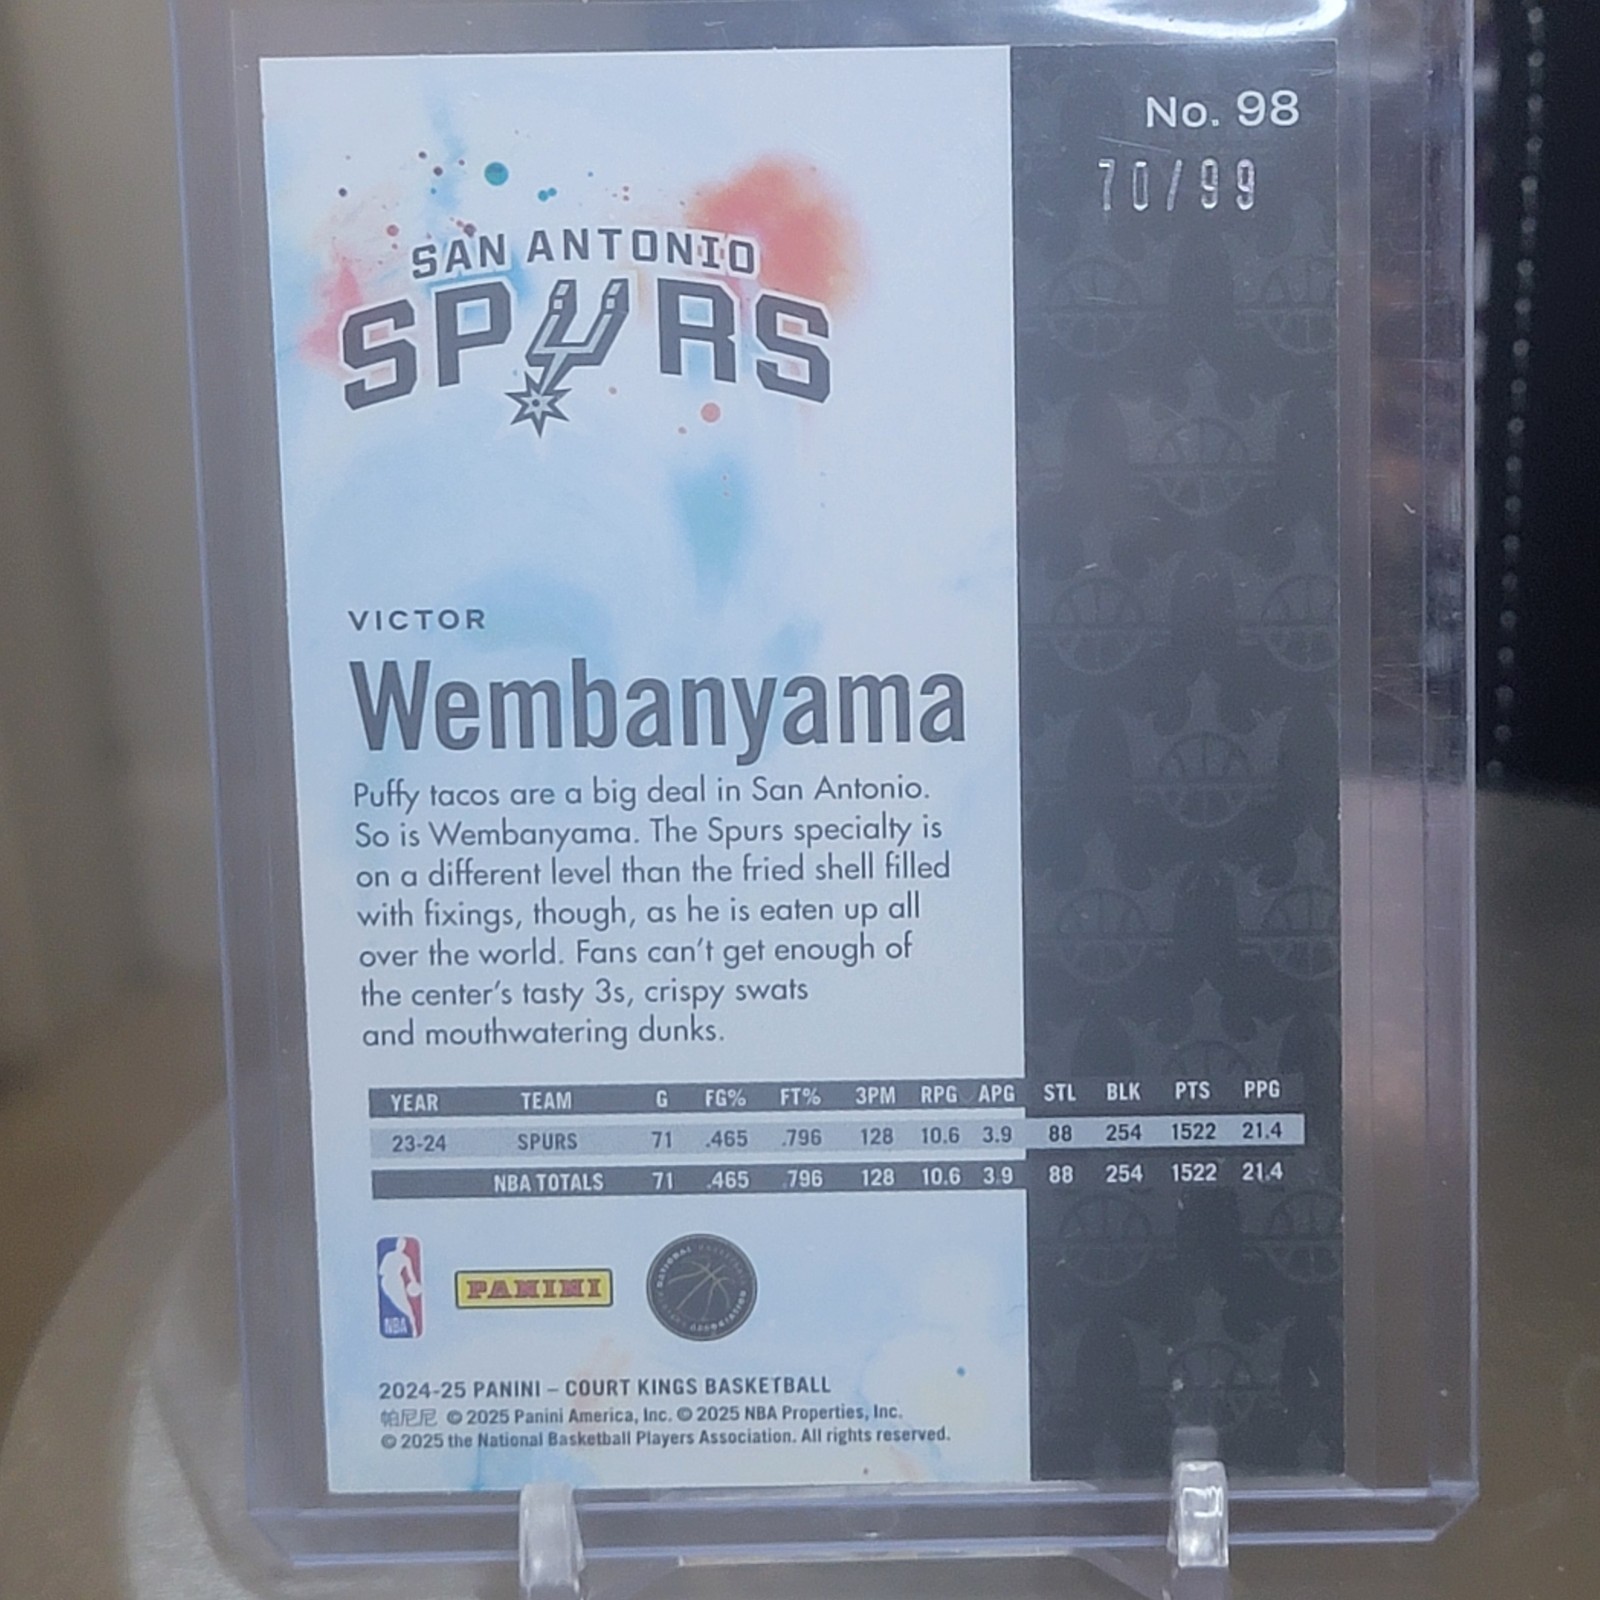 No. 98
70/99
SAN ANTONIO
SPURS
VICTOR
Wembanyama
Puffy tacos are a big deal in San Antonio.
So is Wembanyama. The Spurs specialty is
on a different level than the fried shell filled
with fixings, though, as he is eaten up all
over the world. Fans can't get enough of
the center's tasty 3s, crispy swats
and mouthwatering dunks.
YEAR TEAM G FG% FT% 3PM RPG APG STL BLK PTS PPG
23-24 SPURS 71 .465 .796 128 10.6 3.9 88 254 1522 21.4
NBA TOTALS 71 .465 .796 128 10.6 3.9 88 254 1522 21.4
NBA
PANINI
NATIONAL BASKETBALL PLAYERS ASSOCIATION
2024-25 PANINI – COURT KINGS BASKETBALL
帕尼尼 © 2025 Panini America, Inc. © 2025 NBA Properties, Inc.
© 2025 the National Basketball Players Association. All rights reserved.